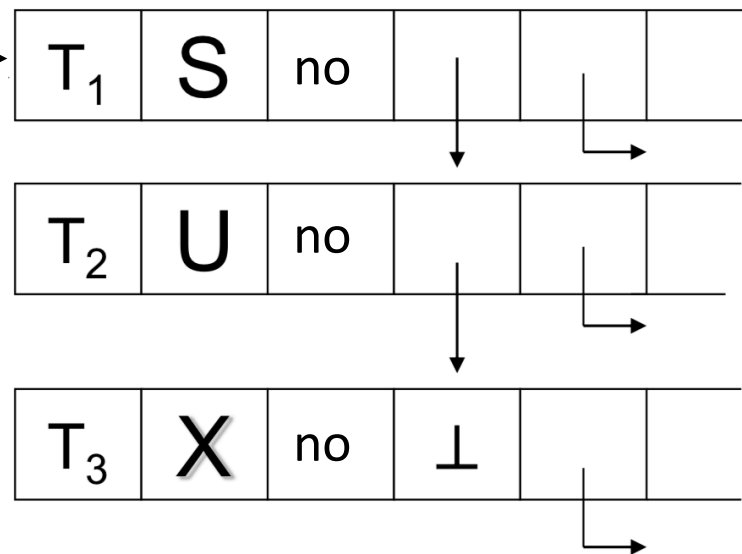 T₁ S no
T₂ U no
T₃ X no ⊥